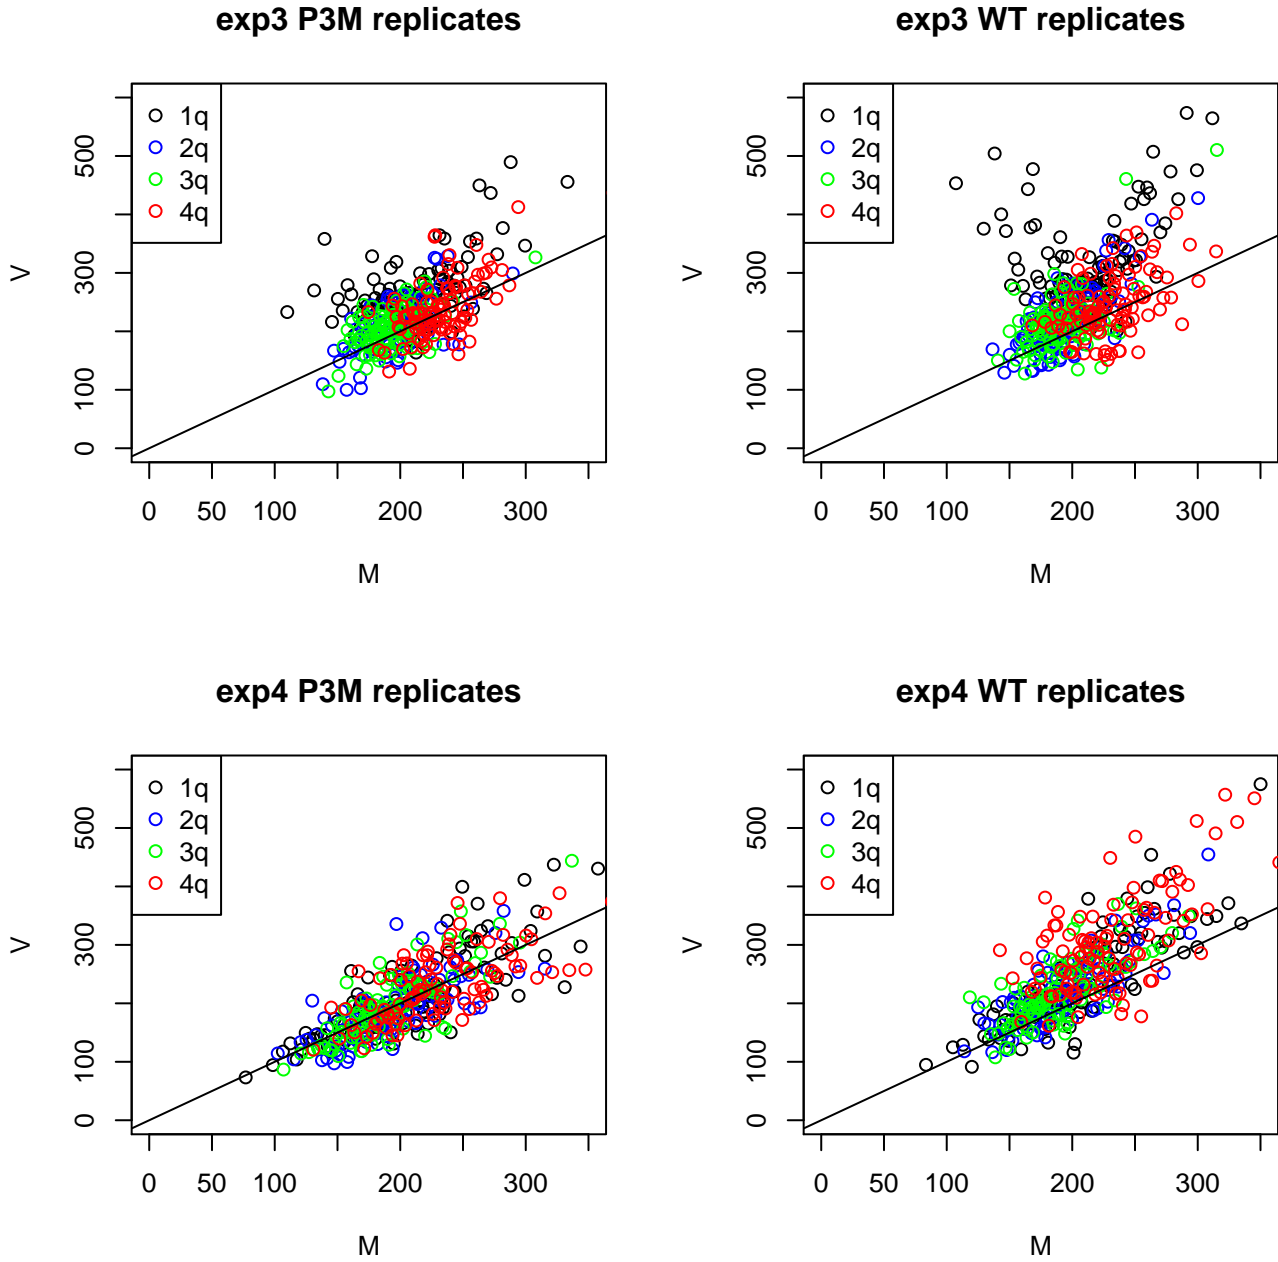 exp3 P3M replicates
1q
2q
3q
4q
V
500
300
100
0
0 50 100 200 300
M
exp3 WT replicates
1q
2q
3q
4q
V
500
300
100
0
0 50 100 200 300
M
exp4 P3M replicates
1q
2q
3q
4q
V
500
300
100
0
0 50 100 200 300
M
exp4 WT replicates
1q
2q
3q
4q
V
500
300
100
0
0 50 100 200 300
M